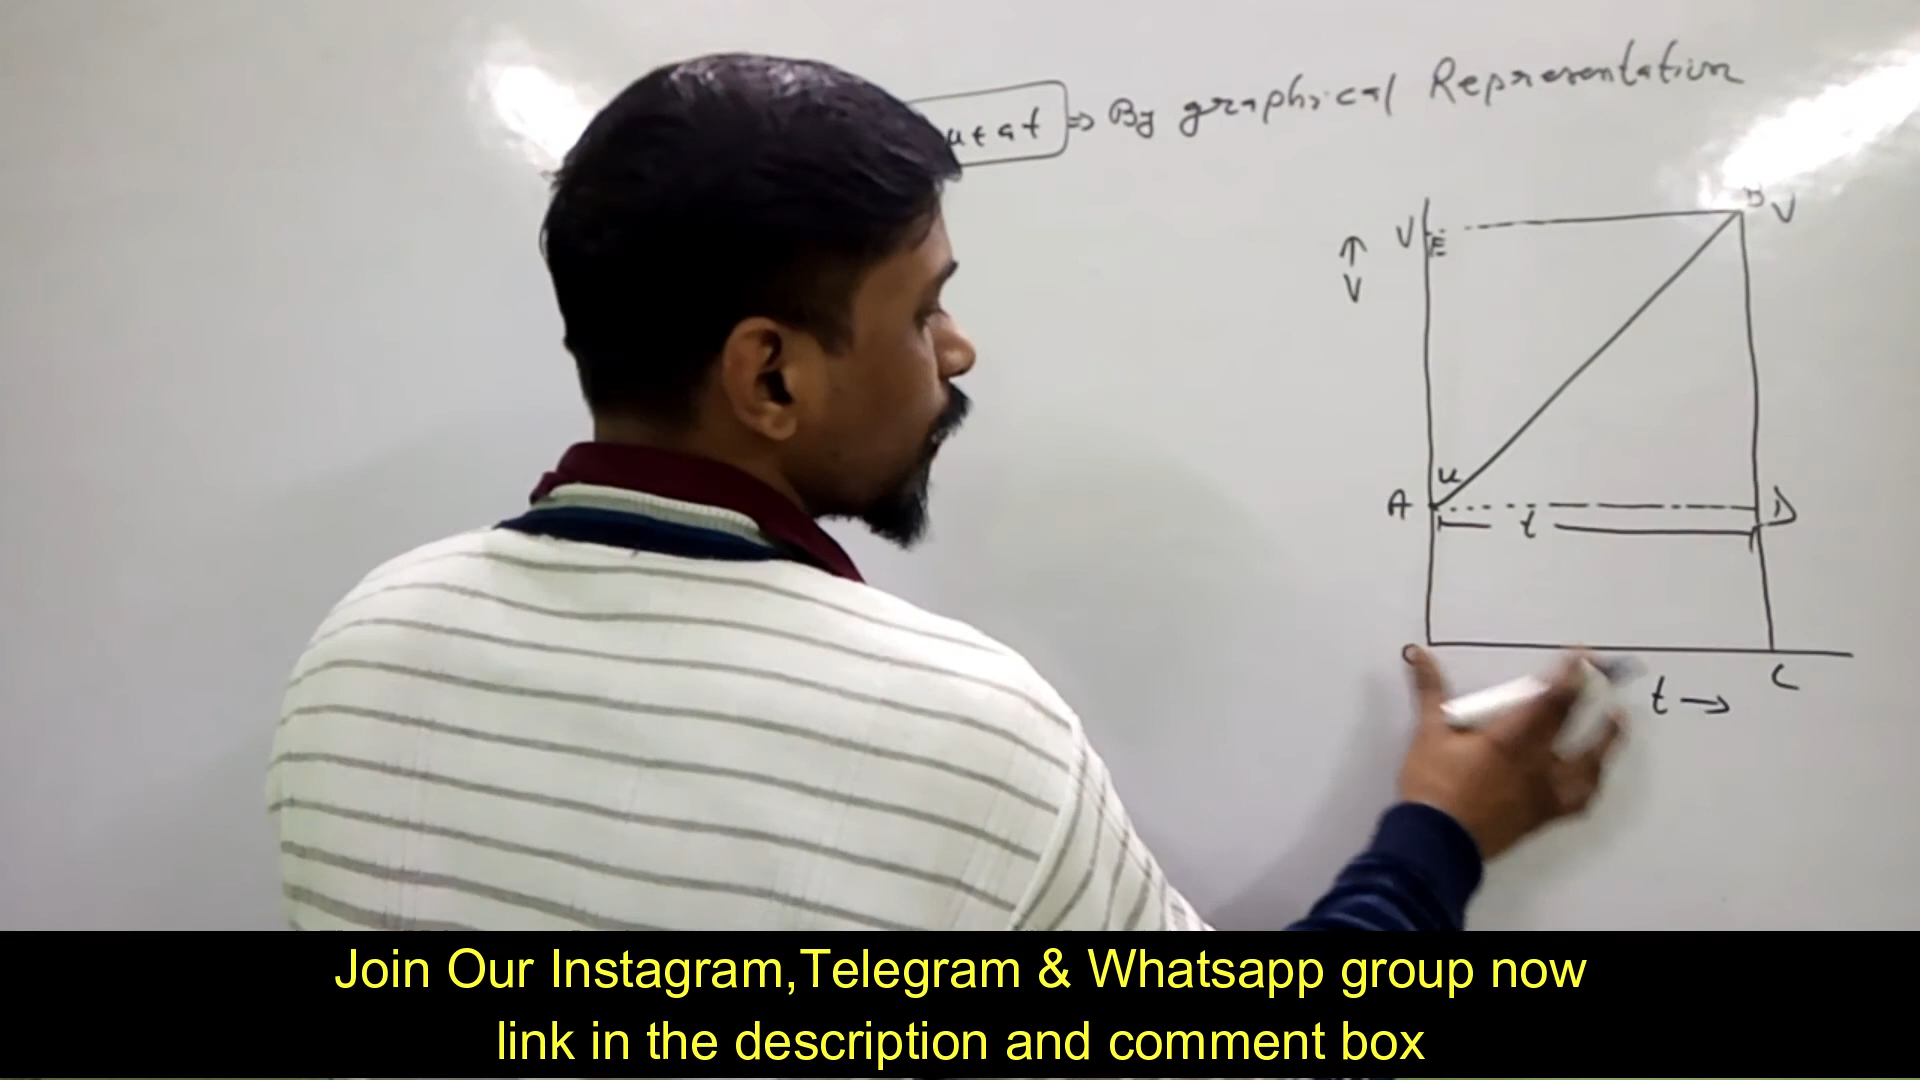 u+at ⇒ By graphical Representation
B V
V E
↑
V
u
A D
t
O
C
t →
Join Our Instagram,Telegram & Whatsapp group now
link in the description and comment box